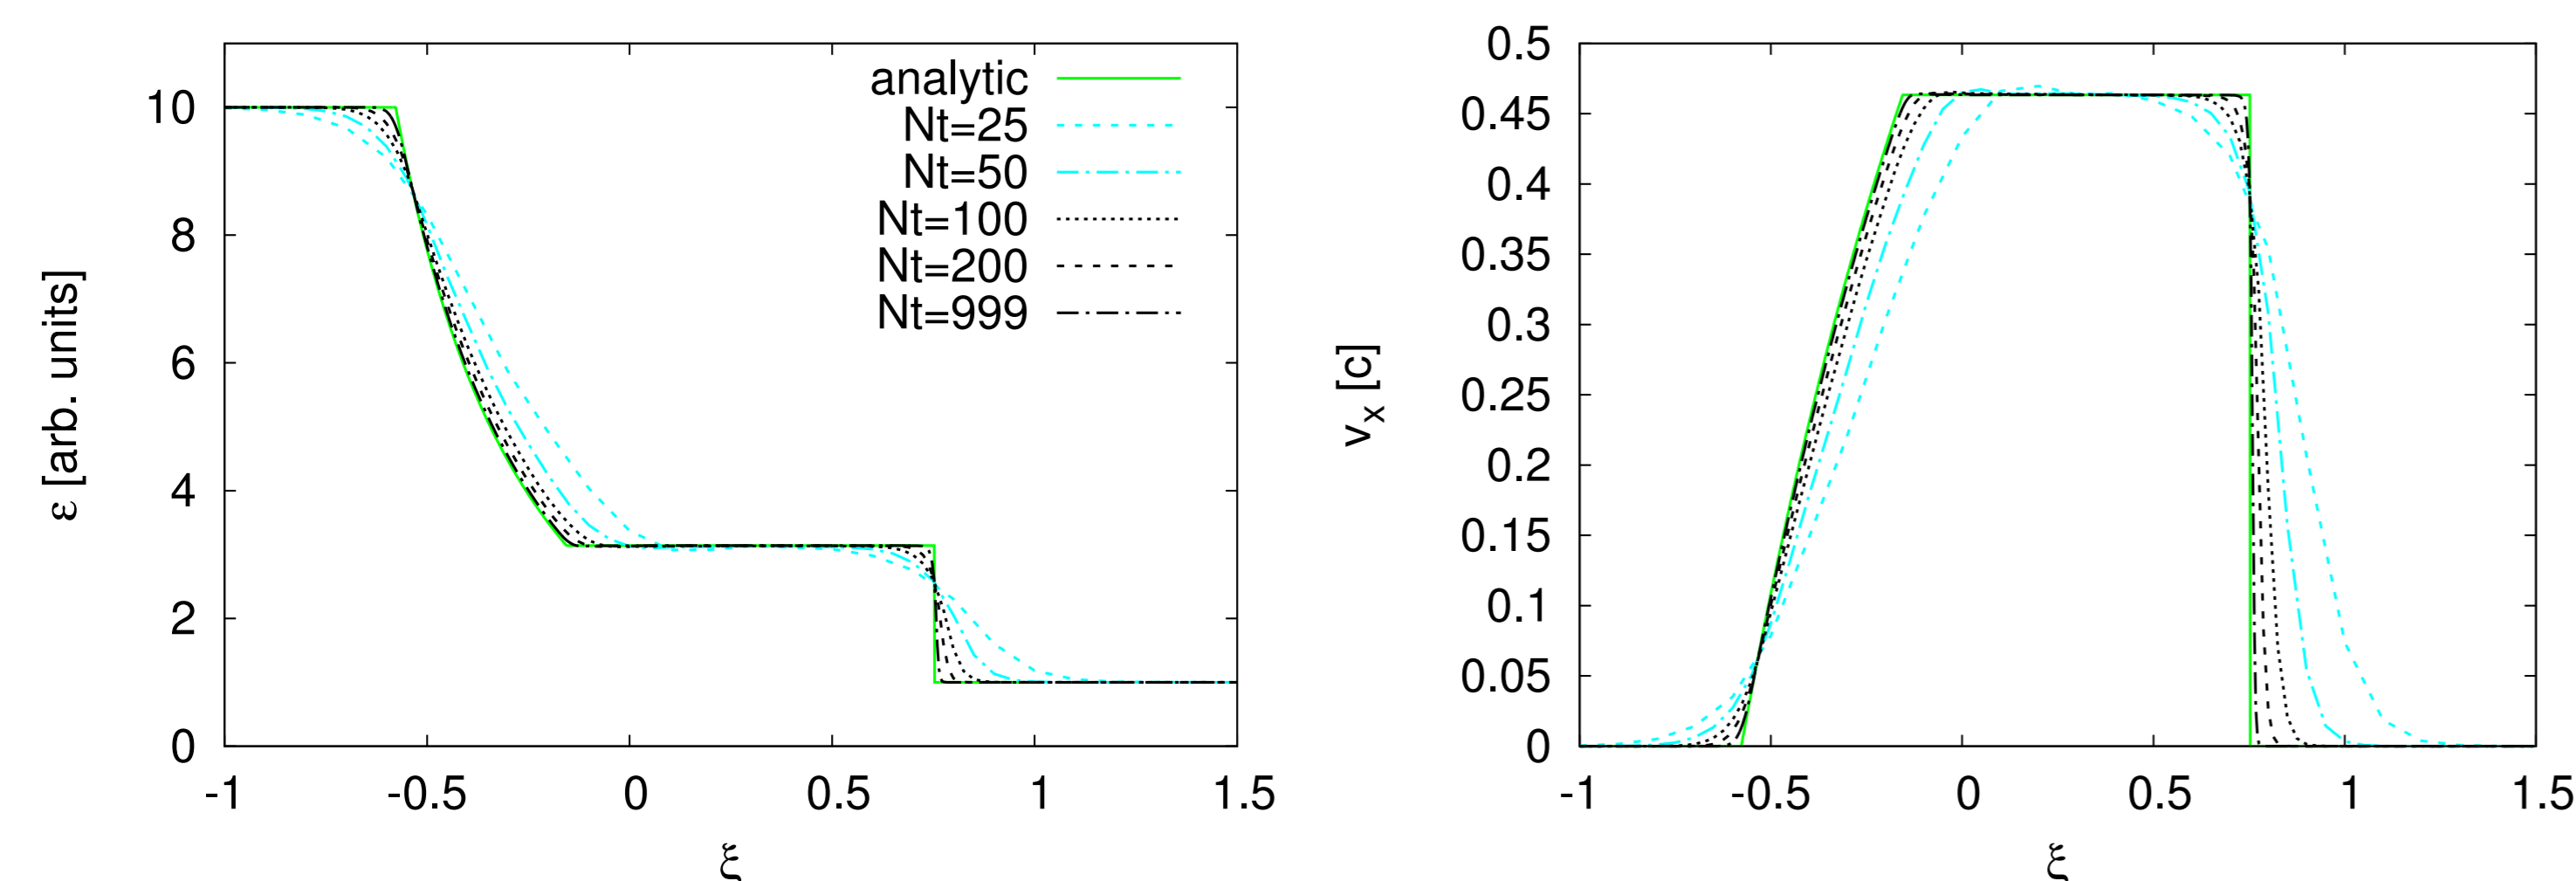 ε [arb. units]
10
8
6
4
2
0
-1 -0.5 0 0.5 1 1.5
ξ
analytic
Nt=25
Nt=50
Nt=100
Nt=200
Nt=999
vx [c]
0.5
0.45
0.4
0.35
0.3
0.25
0.2
0.15
0.1
0.05
0
-1 -0.5 0 0.5 1 1.5
ξ